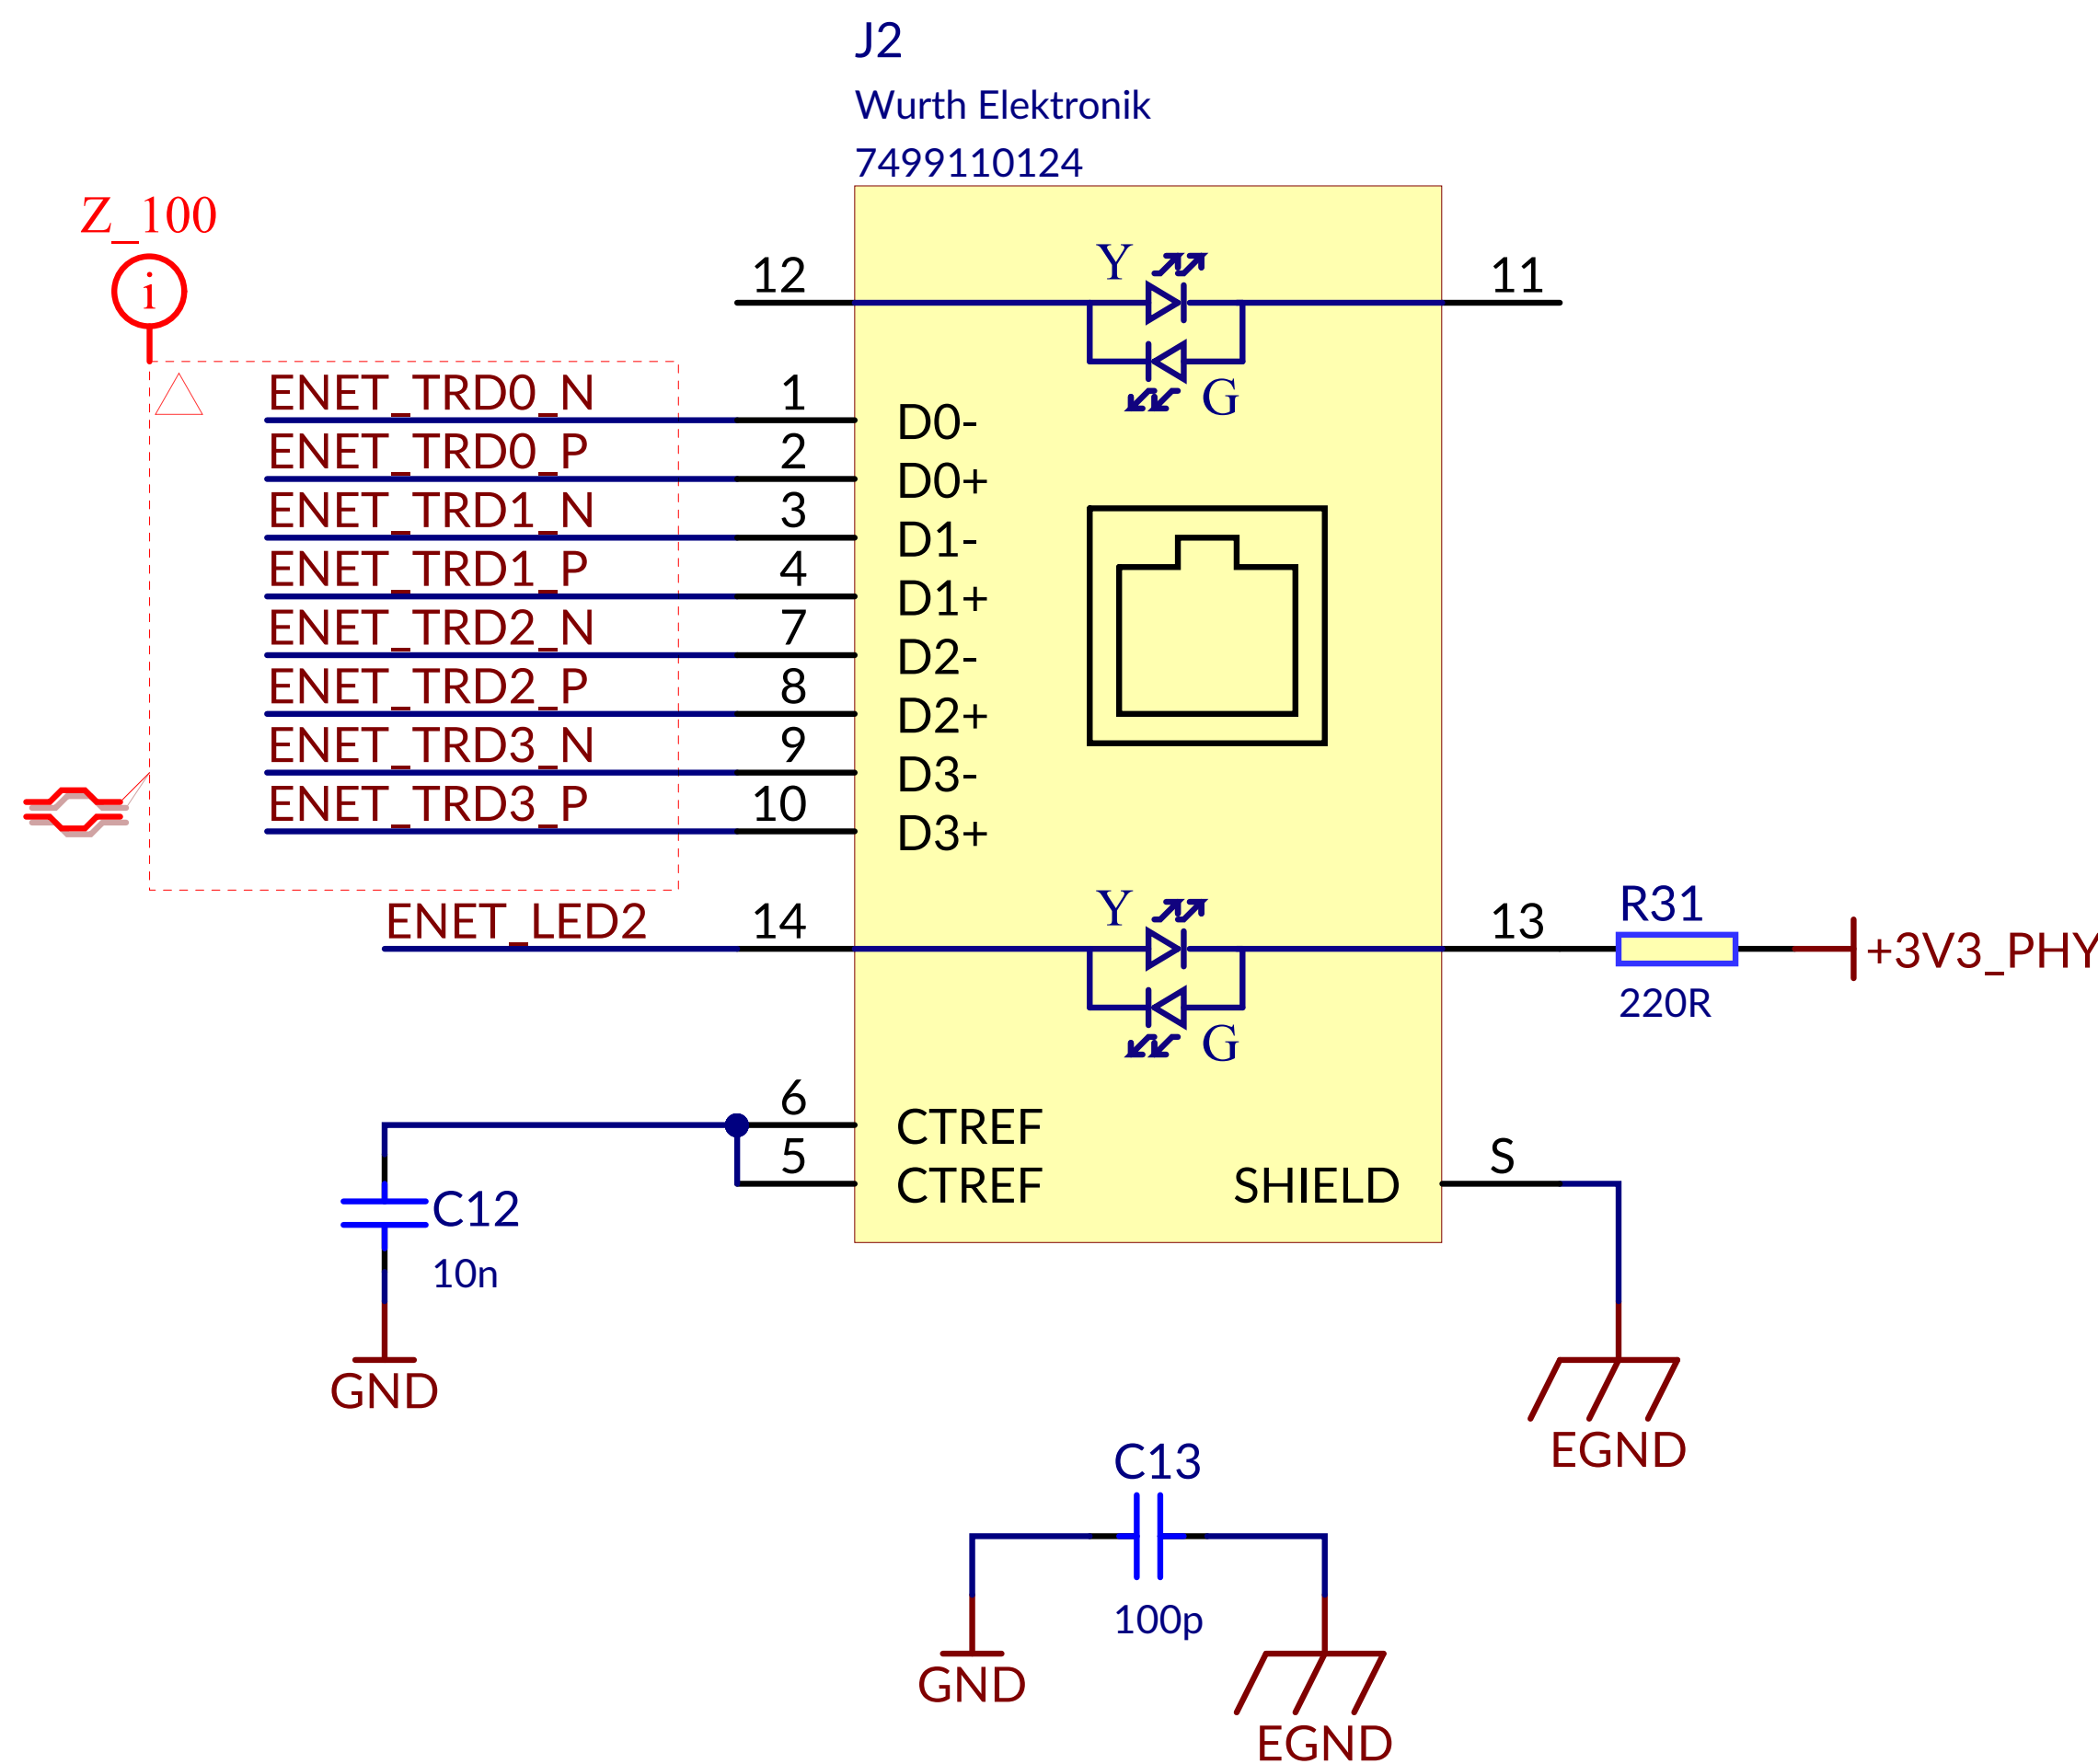 J2
Wurth Elektronik
7499110124
Z_100
i
12
Y
11
G
ENET_TRD0_N 1 D0-
ENET_TRD0_P 2 D0+
ENET_TRD1_N 3 D1-
ENET_TRD1_P 4 D1+
ENET_TRD2_N 7 D2-
ENET_TRD2_P 8 D2+
ENET_TRD3_N 9 D3-
ENET_TRD3_P 10 D3+
ENET_LED2 14
Y
13
R31
+3V3_PHY
220R
G
6 CTREF
5 CTREF
SHIELD S
C12
10n
GND
EGND
C13
100p
GND
EGND